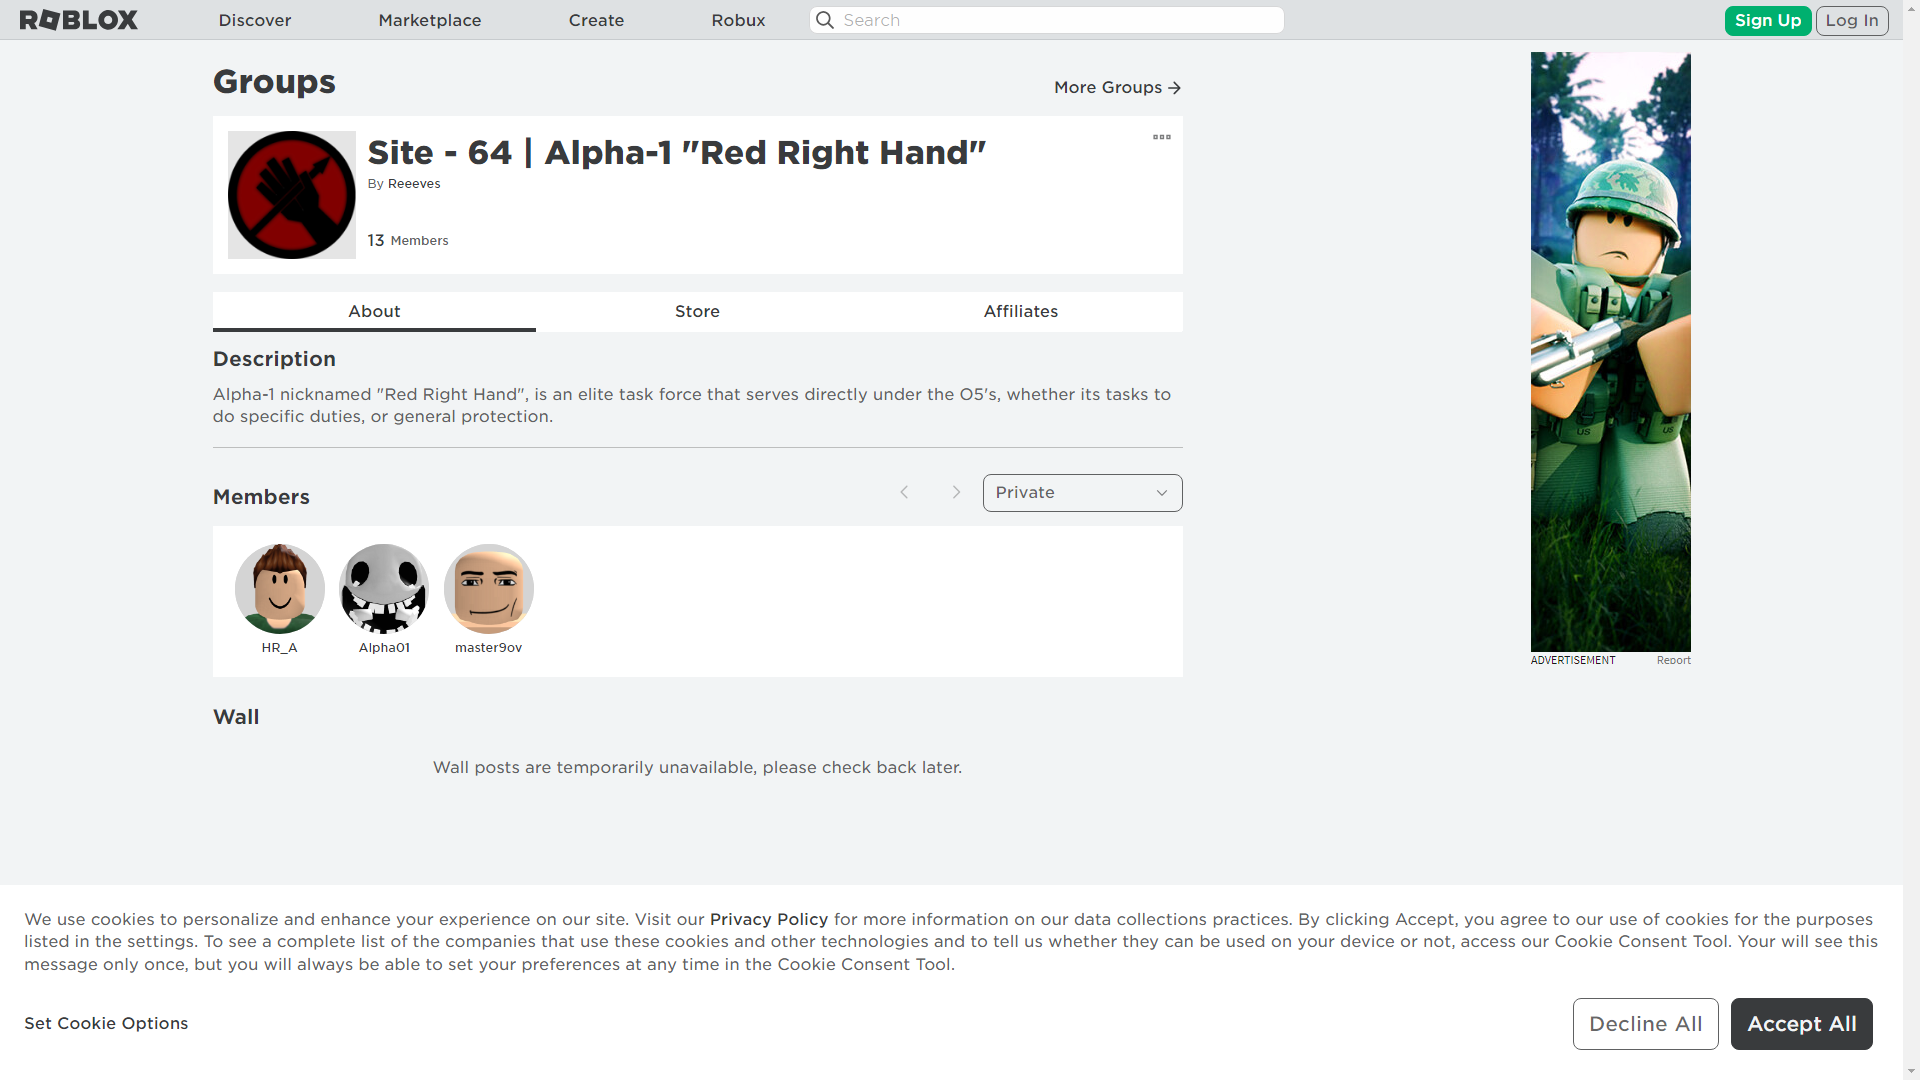 ROBLOX
Discover
Marketplace
Create
Robux
Search
Sign Up
Log In
Groups
More Groups
Site - 64 | Alpha-1 "Red Right Hand"
By Reeeves
13 Members
About
Store
Affiliates
Description
Alpha-1 nicknamed "Red Right Hand", is an elite task force that serves directly under the O5's, whether its tasks to
do specific duties, or general protection.
Members
Private
HR_A
Alpha01
master9ov
Wall
Wall posts are temporarily unavailable, please check back later.
US
US
ADVERTISEMENT
Report
We use cookies to personalize and enhance your experience on our site. Visit our Privacy Policy for more information on our data collections practices. By clicking Accept, you agree to our use of cookies for the purposes
listed in the settings. To see a complete list of the companies that use these cookies and other technologies and to tell us whether they can be used on your device or not, access our Cookie Consent Tool. Your will see this
message only once, but you will always be able to set your preferences at any time in the Cookie Consent Tool.
Set Cookie Options
Decline All
Accept All